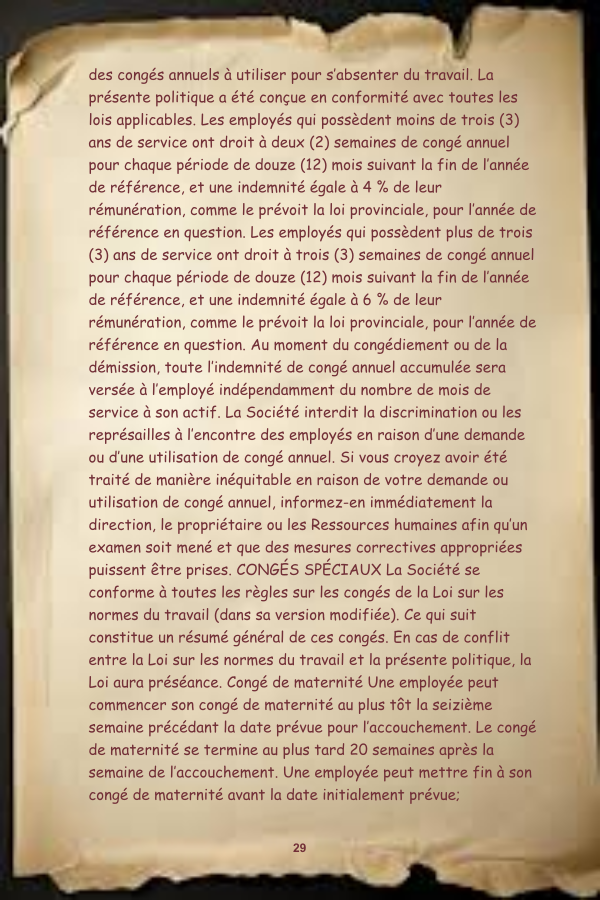 des congés annuels à utiliser pour s’absenter du travail. La
présente politique a été conçue en conformité avec toutes les
lois applicables. Les employés qui possèdent moins de trois (3)
ans de service ont droit à deux (2) semaines de congé annuel
pour chaque période de douze (12) mois suivant la fin de l’année
de référence, et une indemnité égale à 4 % de leur
rémunération, comme le prévoit la loi provinciale, pour l’année de
référence en question. Les employés qui possèdent plus de trois
(3) ans de service ont droit à trois (3) semaines de congé annuel
pour chaque période de douze (12) mois suivant la fin de l’année
de référence, et une indemnité égale à 6 % de leur
rémunération, comme le prévoit la loi provinciale, pour l’année de
référence en question. Au moment du congédiement ou de la
démission, toute l’indemnité de congé annuel accumulée sera
versée à l’employé indépendamment du nombre de mois de
service à son actif. La Société interdit la discrimination ou les
représailles à l’encontre des employés en raison d’une demande
ou d’une utilisation de congé annuel. Si vous croyez avoir été
traité de manière inéquitable en raison de votre demande ou
utilisation de congé annuel, informez-en immédiatement la
direction, le propriétaire ou les Ressources humaines afin qu’un
examen soit mené et que des mesures correctives appropriées
puissent être prises. CONGÉS SPÉCIAUX La Société se
conforme à toutes les règles sur les congés de la Loi sur les
normes du travail (dans sa version modifiée). Ce qui suit
constitue un résumé général de ces congés. En cas de conflit
entre la Loi sur les normes du travail et la présente politique, la
Loi aura préséance. Congé de maternité Une employée peut
commencer son congé de maternité au plus tôt la seizième
semaine précédant la date prévue pour l’accouchement. Le congé
de maternité se termine au plus tard 20 semaines après la
semaine de l’accouchement. Une employée peut mettre fin à son
congé de maternité avant la date initialement prévue;
29